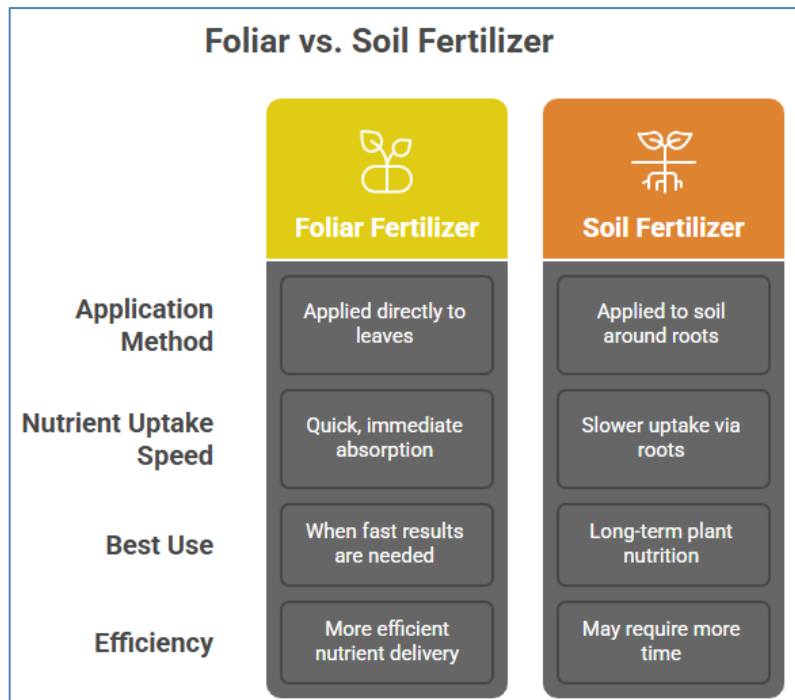 Foliar vs. Soil Fertilizer
Foliar Fertilizer
Soil Fertilizer
Application
Method
Applied directly to
leaves
Applied to soil
around roots
Nutrient Uptake
Speed
Quick, immediate
absorption
Slower uptake via
roots
Best Use
When fast results
are needed
Long-term plant
nutrition
Efficiency
More efficient
nutrient delivery
May require more
time